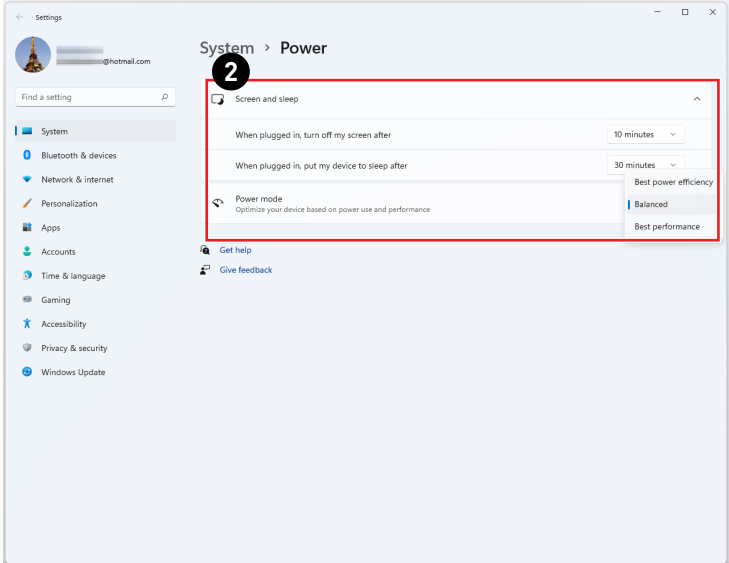 Settings
@hotmail.com
System > Power
2
Find a setting
Screen and sleep
System
When plugged in, turn off my screen after 10 minutes
Bluetooth & devices
When plugged in, put my device to sleep after 30 minutes
Network & internet
Best power efficiency
Personalization
Power mode
Balanced
Optimize your device based on power use and performance
Apps
Best performance
Accounts
Get help
Time & language
Give feedback
Gaming
Accessibility
Privacy & security
Windows Update